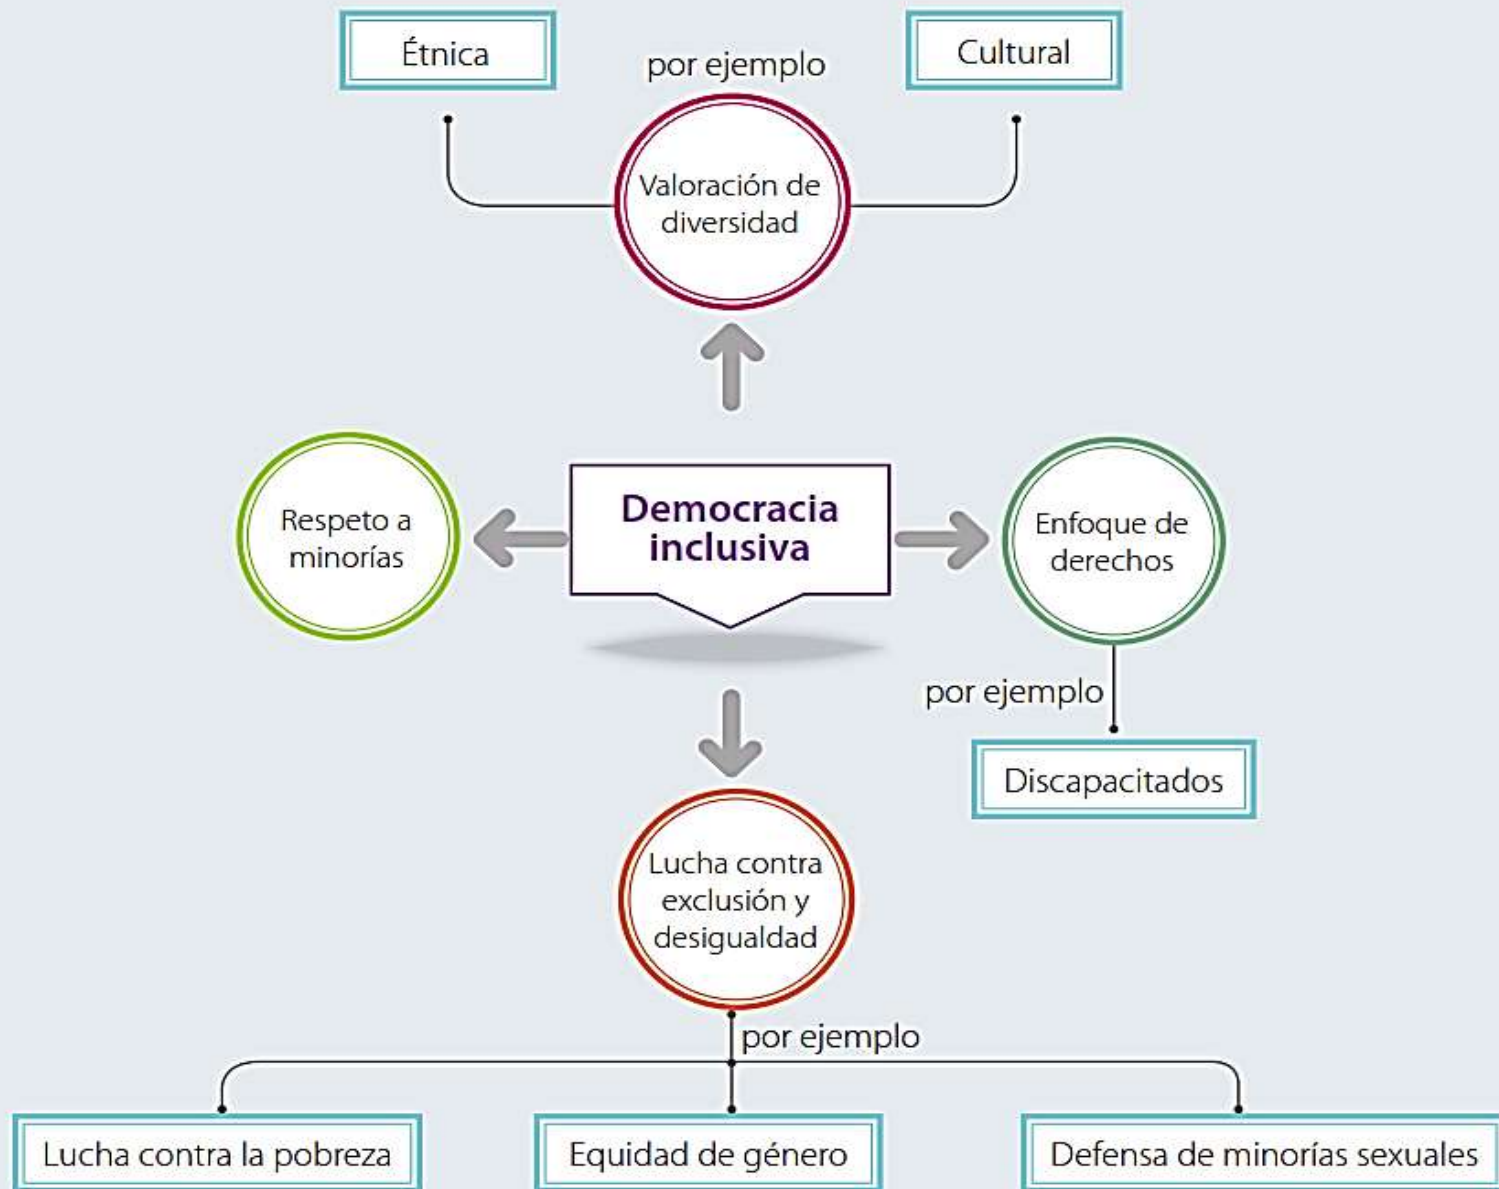 Étnica
por ejemplo
Cultural
Valoración de
diversidad
Respeto a
minorías
Democracia
inclusiva
Enfoque de
derechos
por ejemplo
Discapacitados
Lucha contra
exclusión y
desigualdad
por ejemplo
Lucha contra la pobreza
Equidad de género
Defensa de minorías sexuales